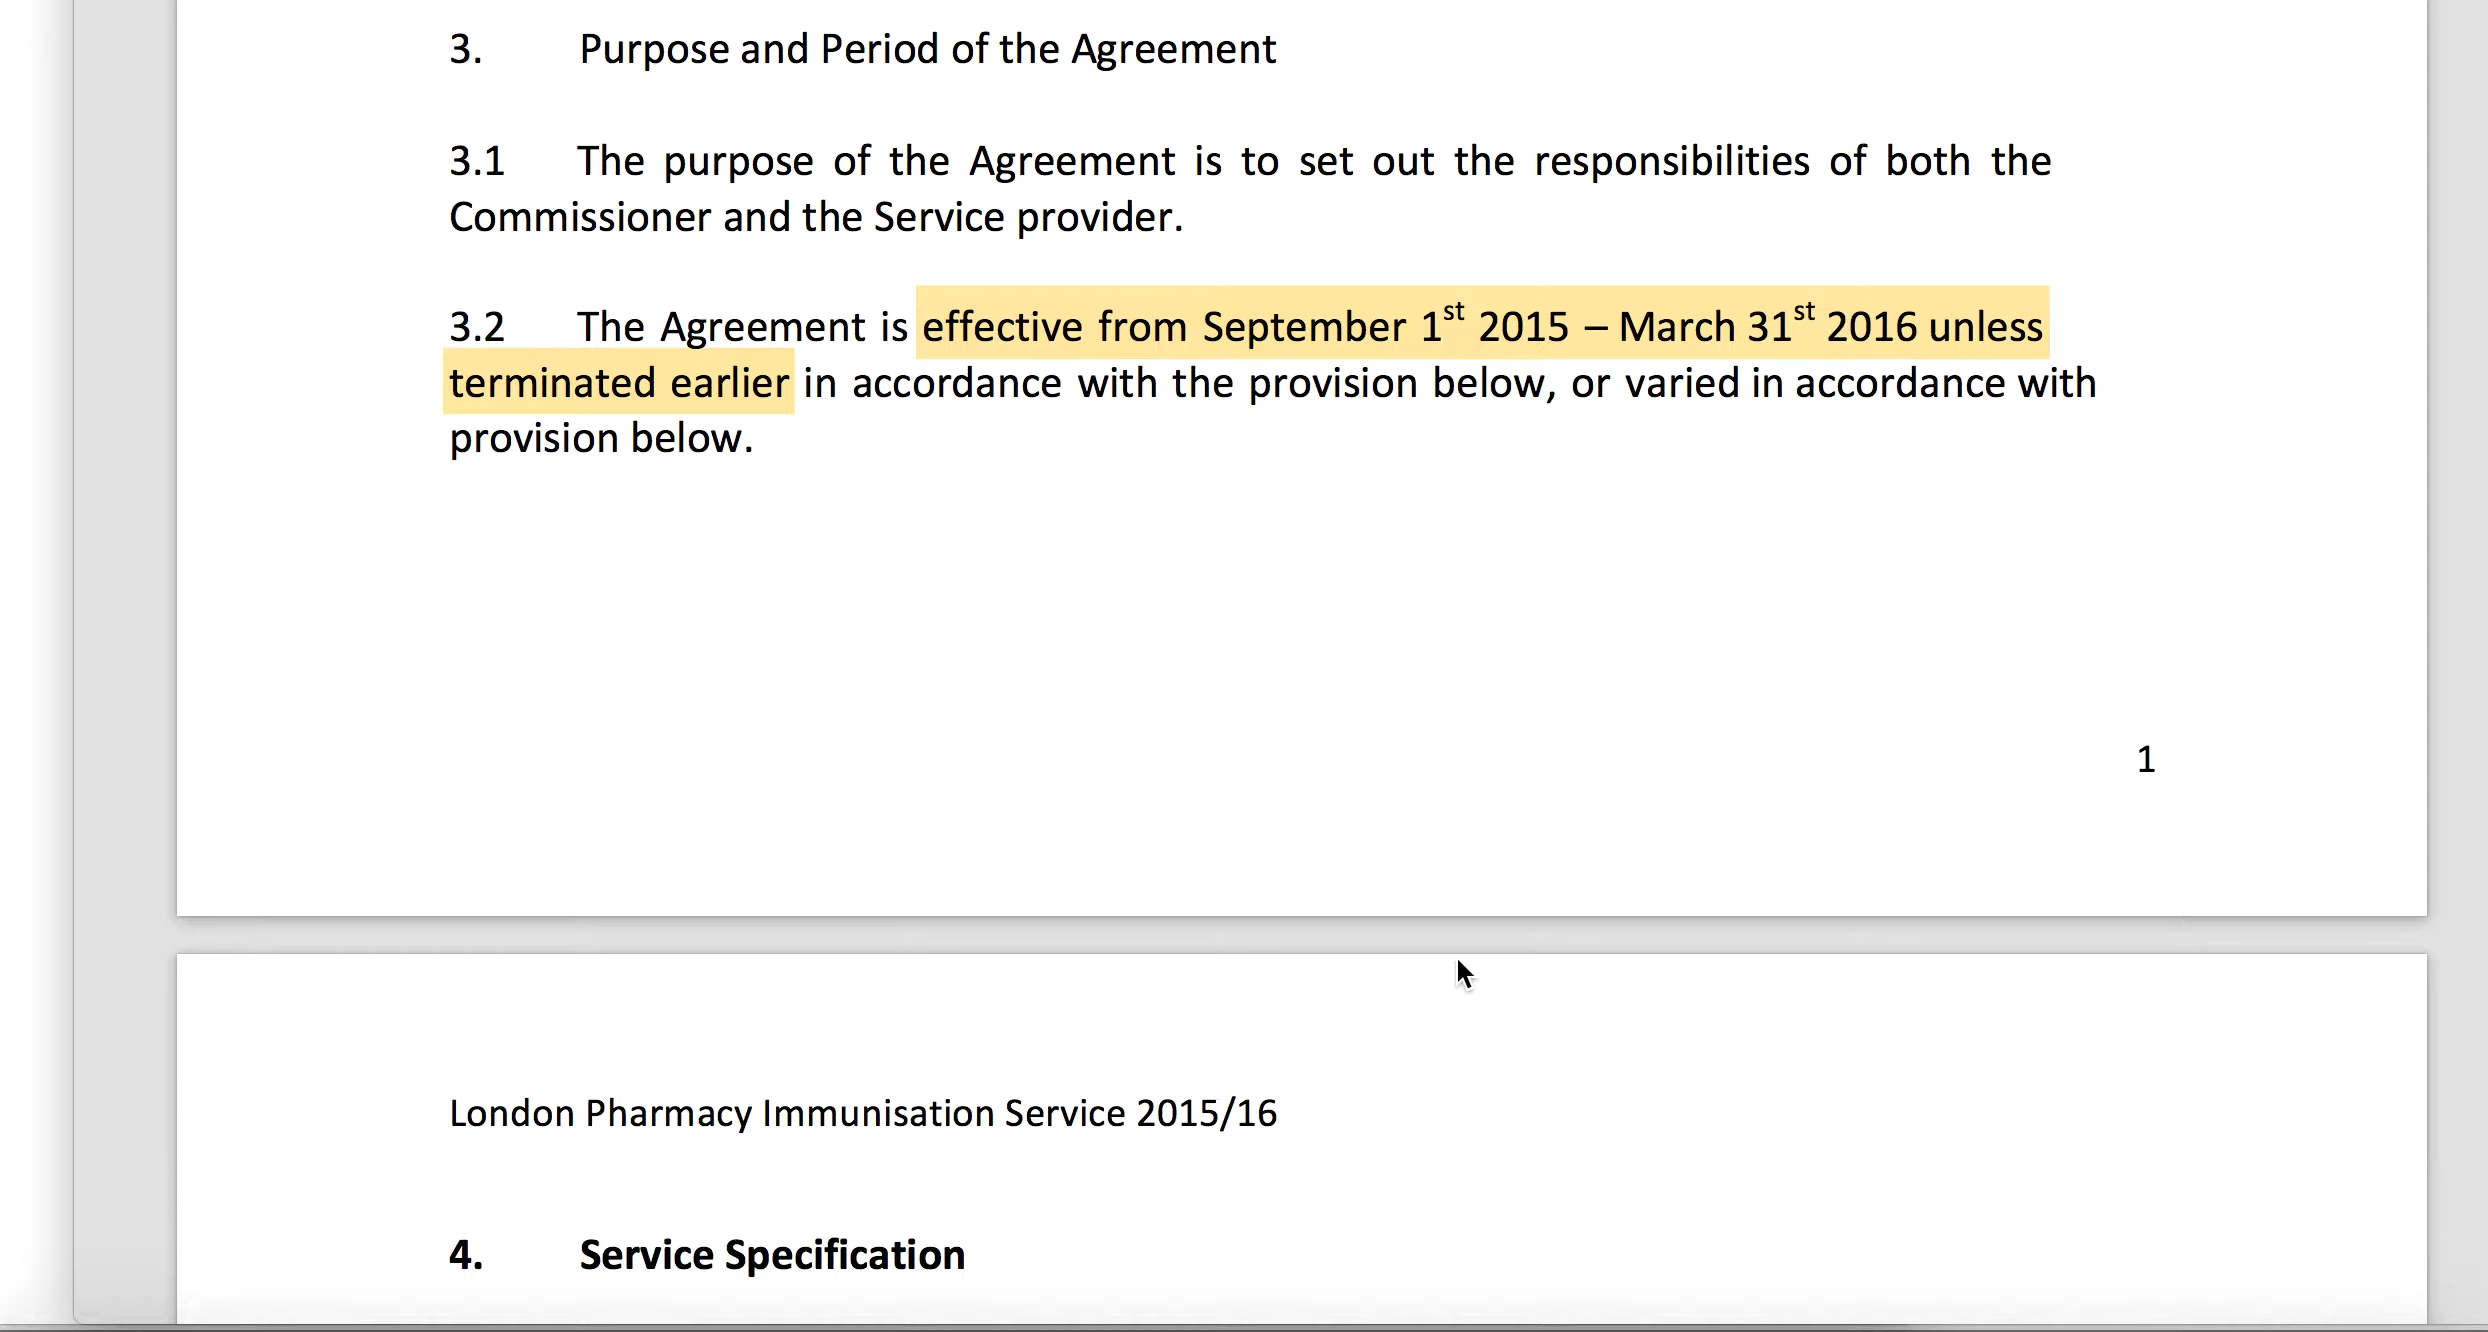 3. Purpose and Period of the Agreement
3.1 The purpose of the Agreement is to set out the responsibilities of both the
Commissioner and the Service provider.
3.2 The Agreement is effective from September 1st 2015 – March 31st 2016 unless
terminated earlier in accordance with the provision below, or varied in accordance with
provision below.
1
London Pharmacy Immunisation Service 2015/16
4. Service Specification